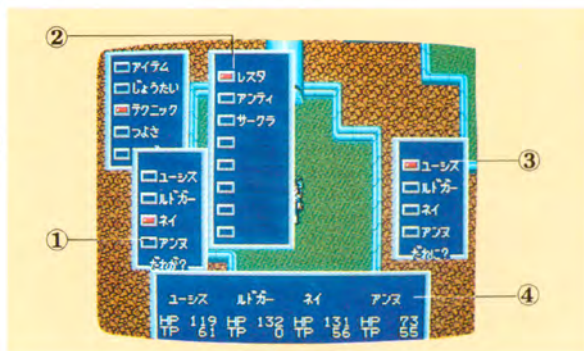 ②
アイテム
じょうたい
テクニック
つよさ
レスタ
アンティ
サークラ
ユーシス
ルドガー
ネイ
アンヌ
だれが?
①
ユーシス
ルドガー
ネイ
アンヌ
だれに?
③
ユーシス ルドガー ネイ アンヌ
HP 119 HP 132 HP 131 HP 73
TP 61 TP 0 TP 56 TP 55
④